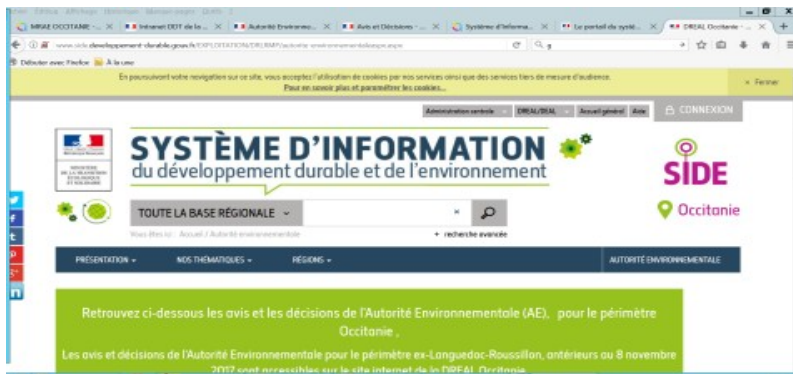 MRAE OCCITANIE -...
Intranet DDT de la ...
Autorité Environne...
Avis et Décisions - ...
Système d'Informa...
Le portail du systè...
DREAL Occitanie - ...
Débuter avec Firefox À la une
En poursuivant votre navigation sur ce site, vous acceptez l'utilisation de cookies par nos services ainsi que des services tiers de mesure d'audience.
Pour en savoir plus et paramétrer les cookies...
× Fermer
Administration centrale DREAL/DEAL Accueil général Aide CONNEXION
SYSTÈME D'INFORMATION
du développement durable et de l'environnement
SIDE
Occitanie
TOUTE LA BASE RÉGIONALE
Vous êtes ici : Accueil / Autorité environnementale
+ recherche avancée
PRÉSENTATION NOS THÉMATIQUES RÉGIONS AUTORITÉ ENVIRONNEMENTALE
Retrouvez ci-dessous les avis et les décisions de l'Autorité Environnementale (AE), pour le périmètre
Occitanie .
Les avis et décisions de l'Autorité Environnementale pour le périmètre ex-Languedoc-Roussillon, antérieurs au 8 novembre
2017 sont accessibles sur le site internet de la DREAL Occitanie